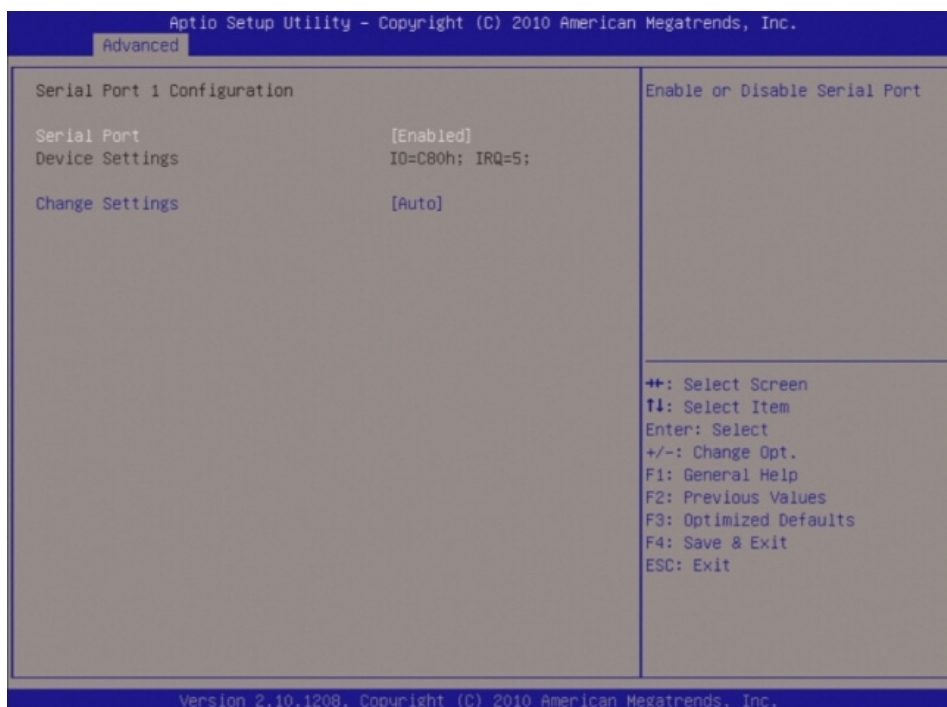 Aptio Setup Utility – Copyright (C) 2010 American Megatrends, Inc.
Advanced
Serial Port 1 Configuration
Serial Port [Enabled]
Device Settings IO=C80h; IRQ=5;
Change Settings [Auto]
Enable or Disable Serial Port
→←: Select Screen
↑↓: Select Item
Enter: Select
+/-: Change Opt.
F1: General Help
F2: Previous Values
F3: Optimized Defaults
F4: Save & Exit
ESC: Exit
Version 2.10.1208. Copyright (C) 2010 American Megatrends, Inc.